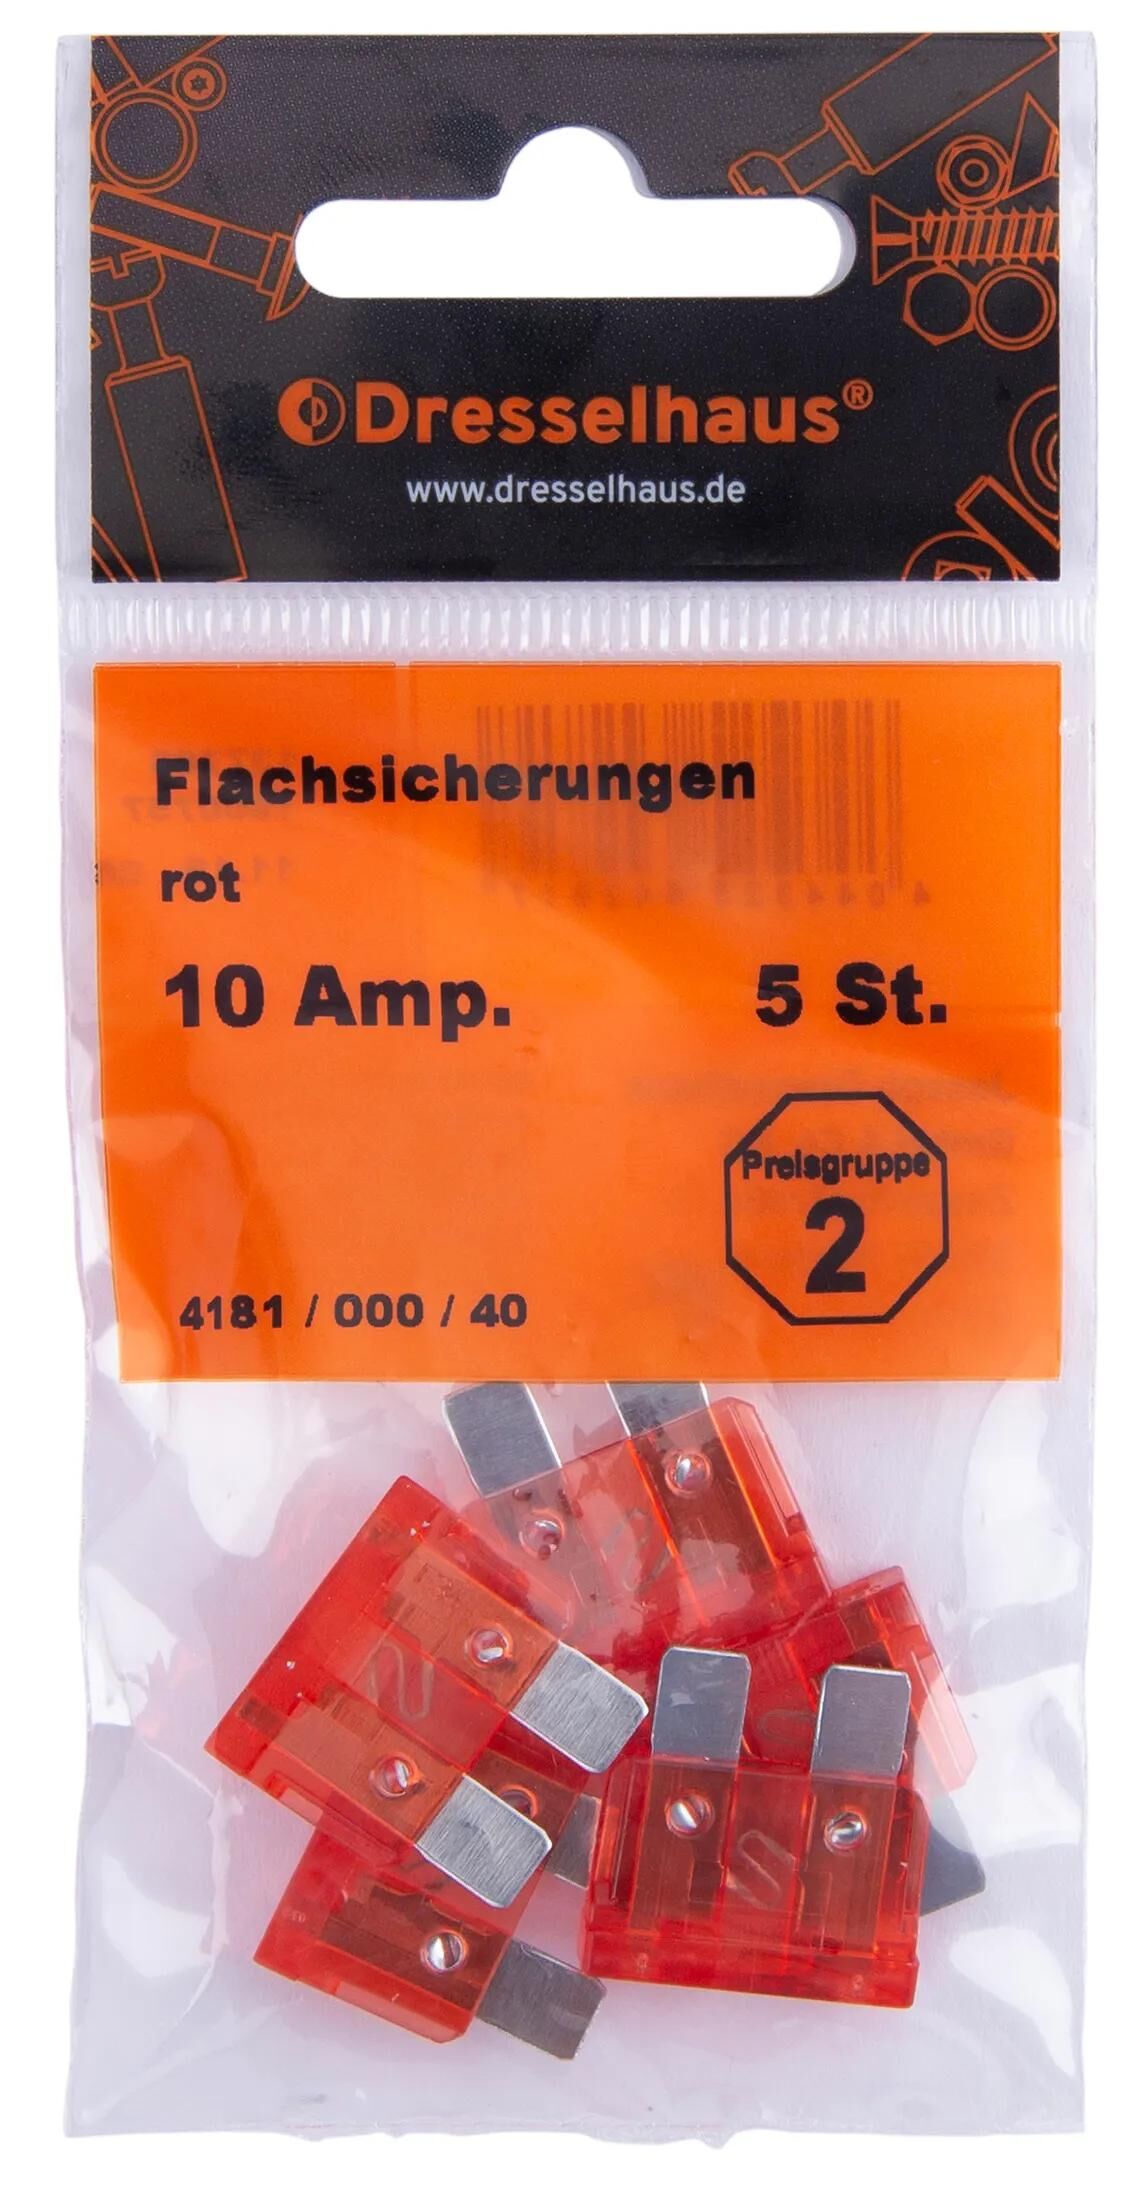 Dresselhaus®
www.dresselhaus.de
Flachsicherungen
rot
10 Amp. 5 St.
Preisgruppe
2
4181 / 000 / 40